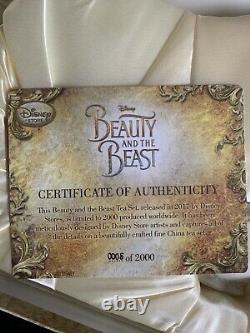 Disney
STORE
Disney
BEAUTY
AND THE
BEAST
CERTIFICATE OF AUTHENTICITY
This Beauty and the Beast Tea Set, released in 2017 by Disney
Stores, is limited to 2000 produced worldwide. It has been
meticulously designed by Disney Store artists and captures all of
the details on a beautifully crafted fine China tea set.
of 2000